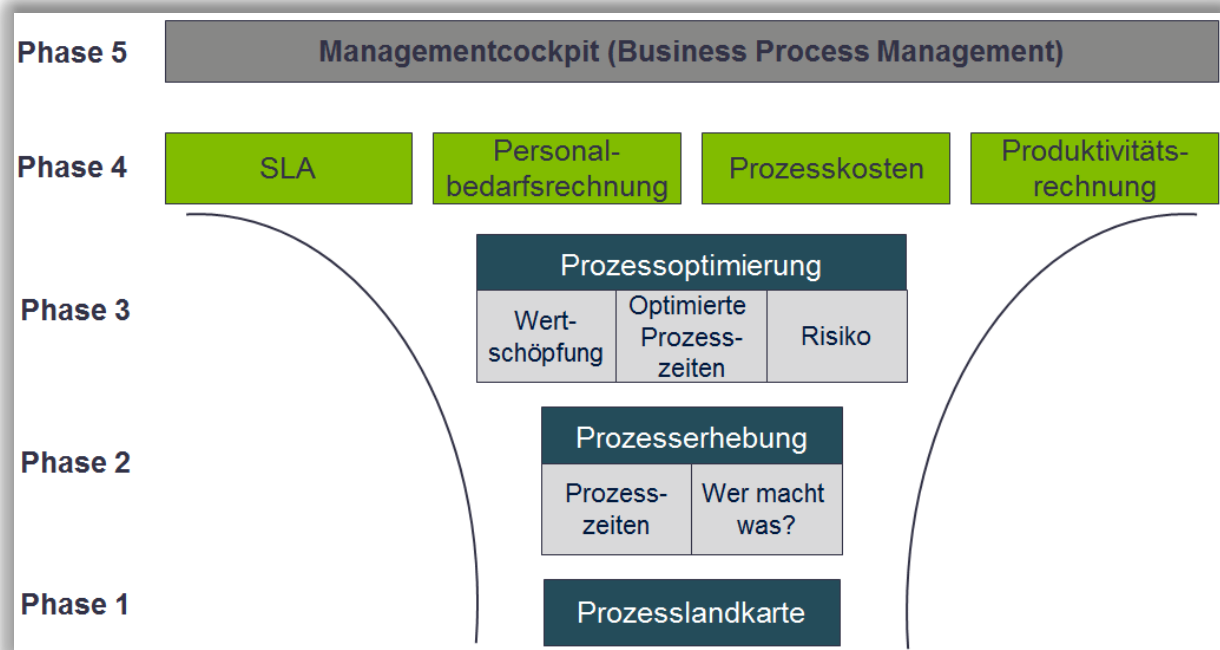 Phase 5
Managementcockpit (Business Process Management)
Phase 4
SLA
Personal-
bedarfsrechnung
Prozesskosten
Produktivitäts-
rechnung
Phase 3
Prozessoptimierung
Wert-
schöpfung
Optimierte
Prozess-
zeiten
Risiko
Phase 2
Prozesserhebung
Prozess-
zeiten
Wer macht
was?
Phase 1
Prozesslandkarte